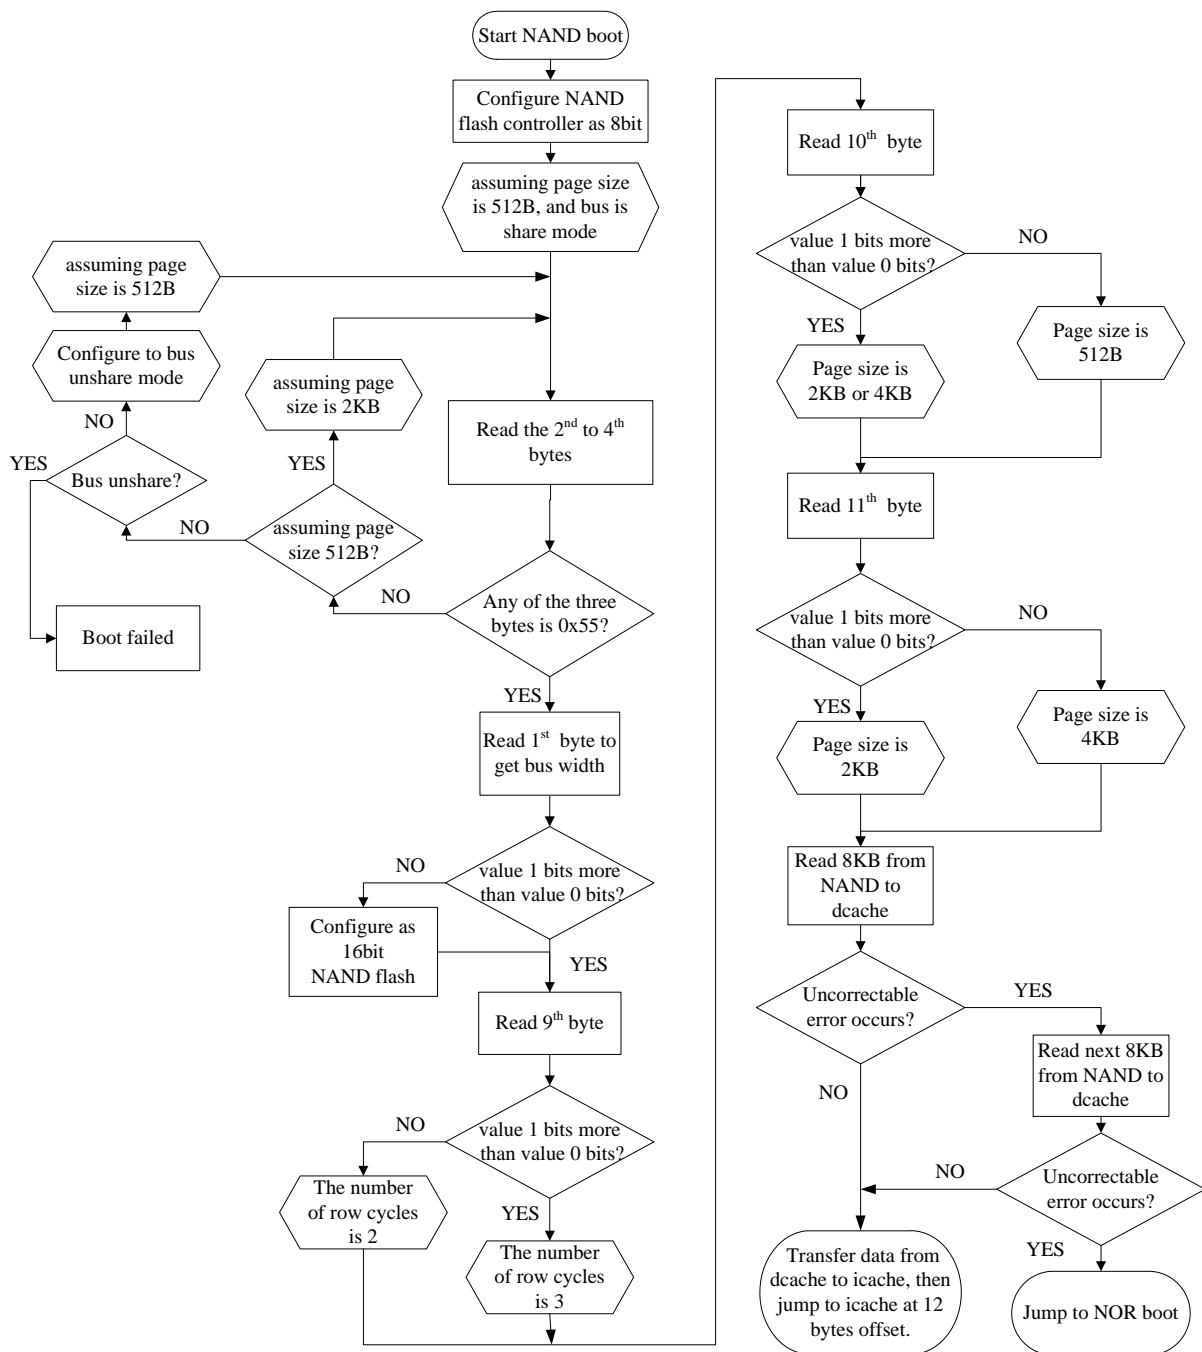 Start NAND boot
Configure NAND
flash controller as 8bit
assuming page size
is 512B, and bus is
share mode
assuming page
size is 512B
Configure to bus
unshare mode
NO
YES
Bus unshare?
Boot failed
assuming page
size is 2KB
YES
NO
assuming page
size 512B?
Read the 2nd to 4th
bytes
NO
Any of the three
bytes is 0x55?
YES
Read 1st byte to
get bus width
NO
value 1 bits more
than value 0 bits?
Configure as
16bit
NAND flash
YES
Read 9th byte
NO
value 1 bits more
than value 0 bits?
The number
of row cycles
is 2
YES
The number
of row cycles
is 3
Read 10th byte
value 1 bits more
than value 0 bits?
NO
YES
Page size is
512B
Page size is
2KB or 4KB
Read 11th byte
value 1 bits more
than value 0 bits?
NO
YES
Page size is
4KB
Page size is
2KB
Read 8KB from
NAND to
dcache
Uncorrectable
error occurs?
YES
NO
Read next 8KB
from NAND to
dcache
NO
Uncorrectable
error occurs?
YES
Transfer data from
dcache to icache, then
jump to icache at 12
bytes offset.
Jump to NOR boot